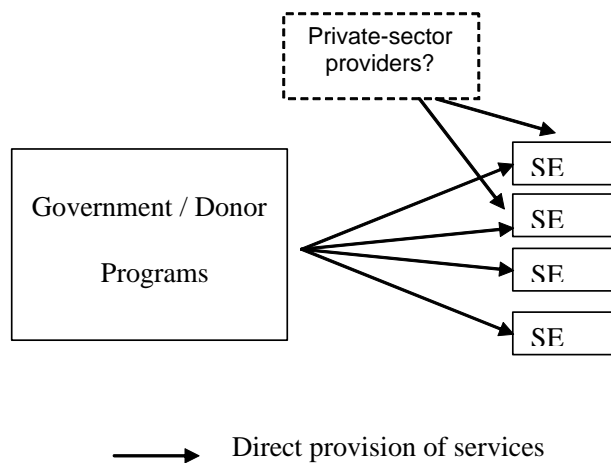 Private-sector
providers?
Government / Donor
Programs
SE
SE
SE
SE
Direct provision of services